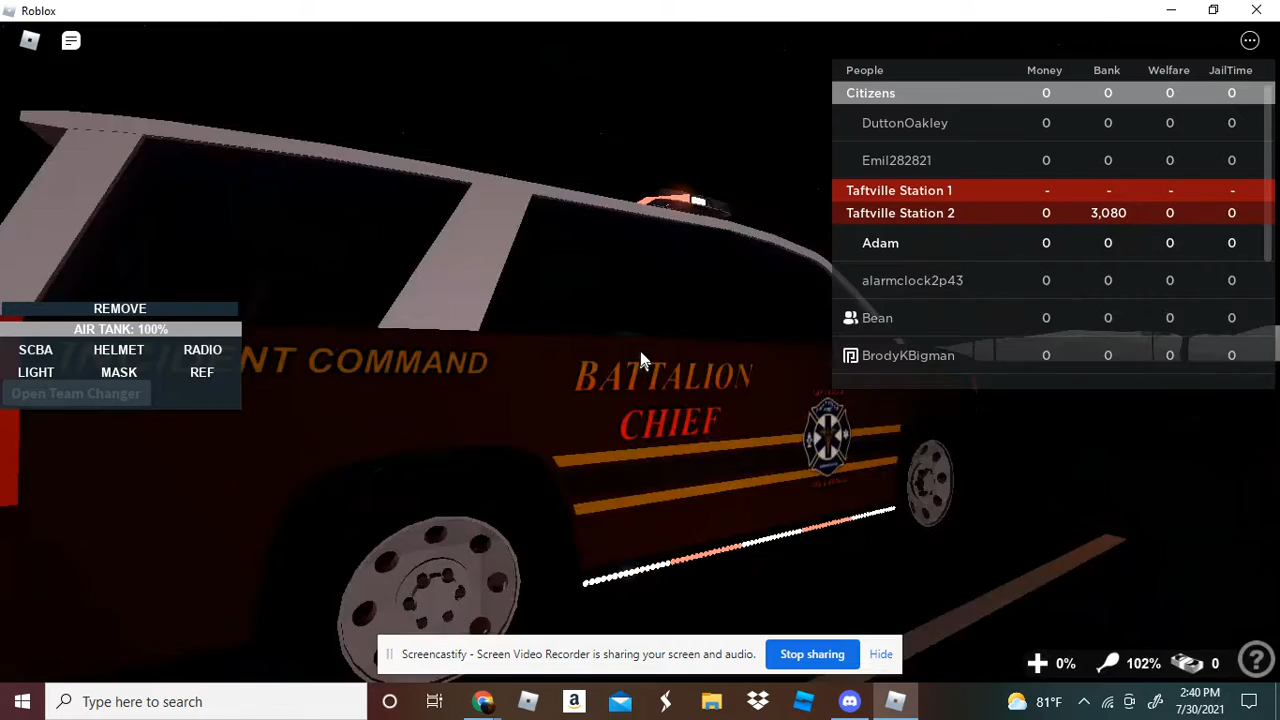 Roblox
People Money Bank Welfare JailTime
Citizens 0 0 0 0
DuttonOakley 0 0 0 0
Emil282821 0 0 0 0
Taftville Station 1 - - - -
Taftville Station 2 0 3,080 0 0
Adam 0 0 0 0
alarmclock2p43 0 0 0 0
Bean 0 0 0 0
BrodyKBigman 0 0 0 0
REMOVE
AIR TANK: 100%
SCBA HELMET RADIO
LIGHT MASK REF
Open Team Changer
INCIDENT COMMAND
BATTALION
CHIEF
Screencastify - Screen Video Recorder is sharing your screen and audio.
Stop sharing
Hide
0% 102% 0
Type here to search
81°F
2:40 PM
7/30/2021